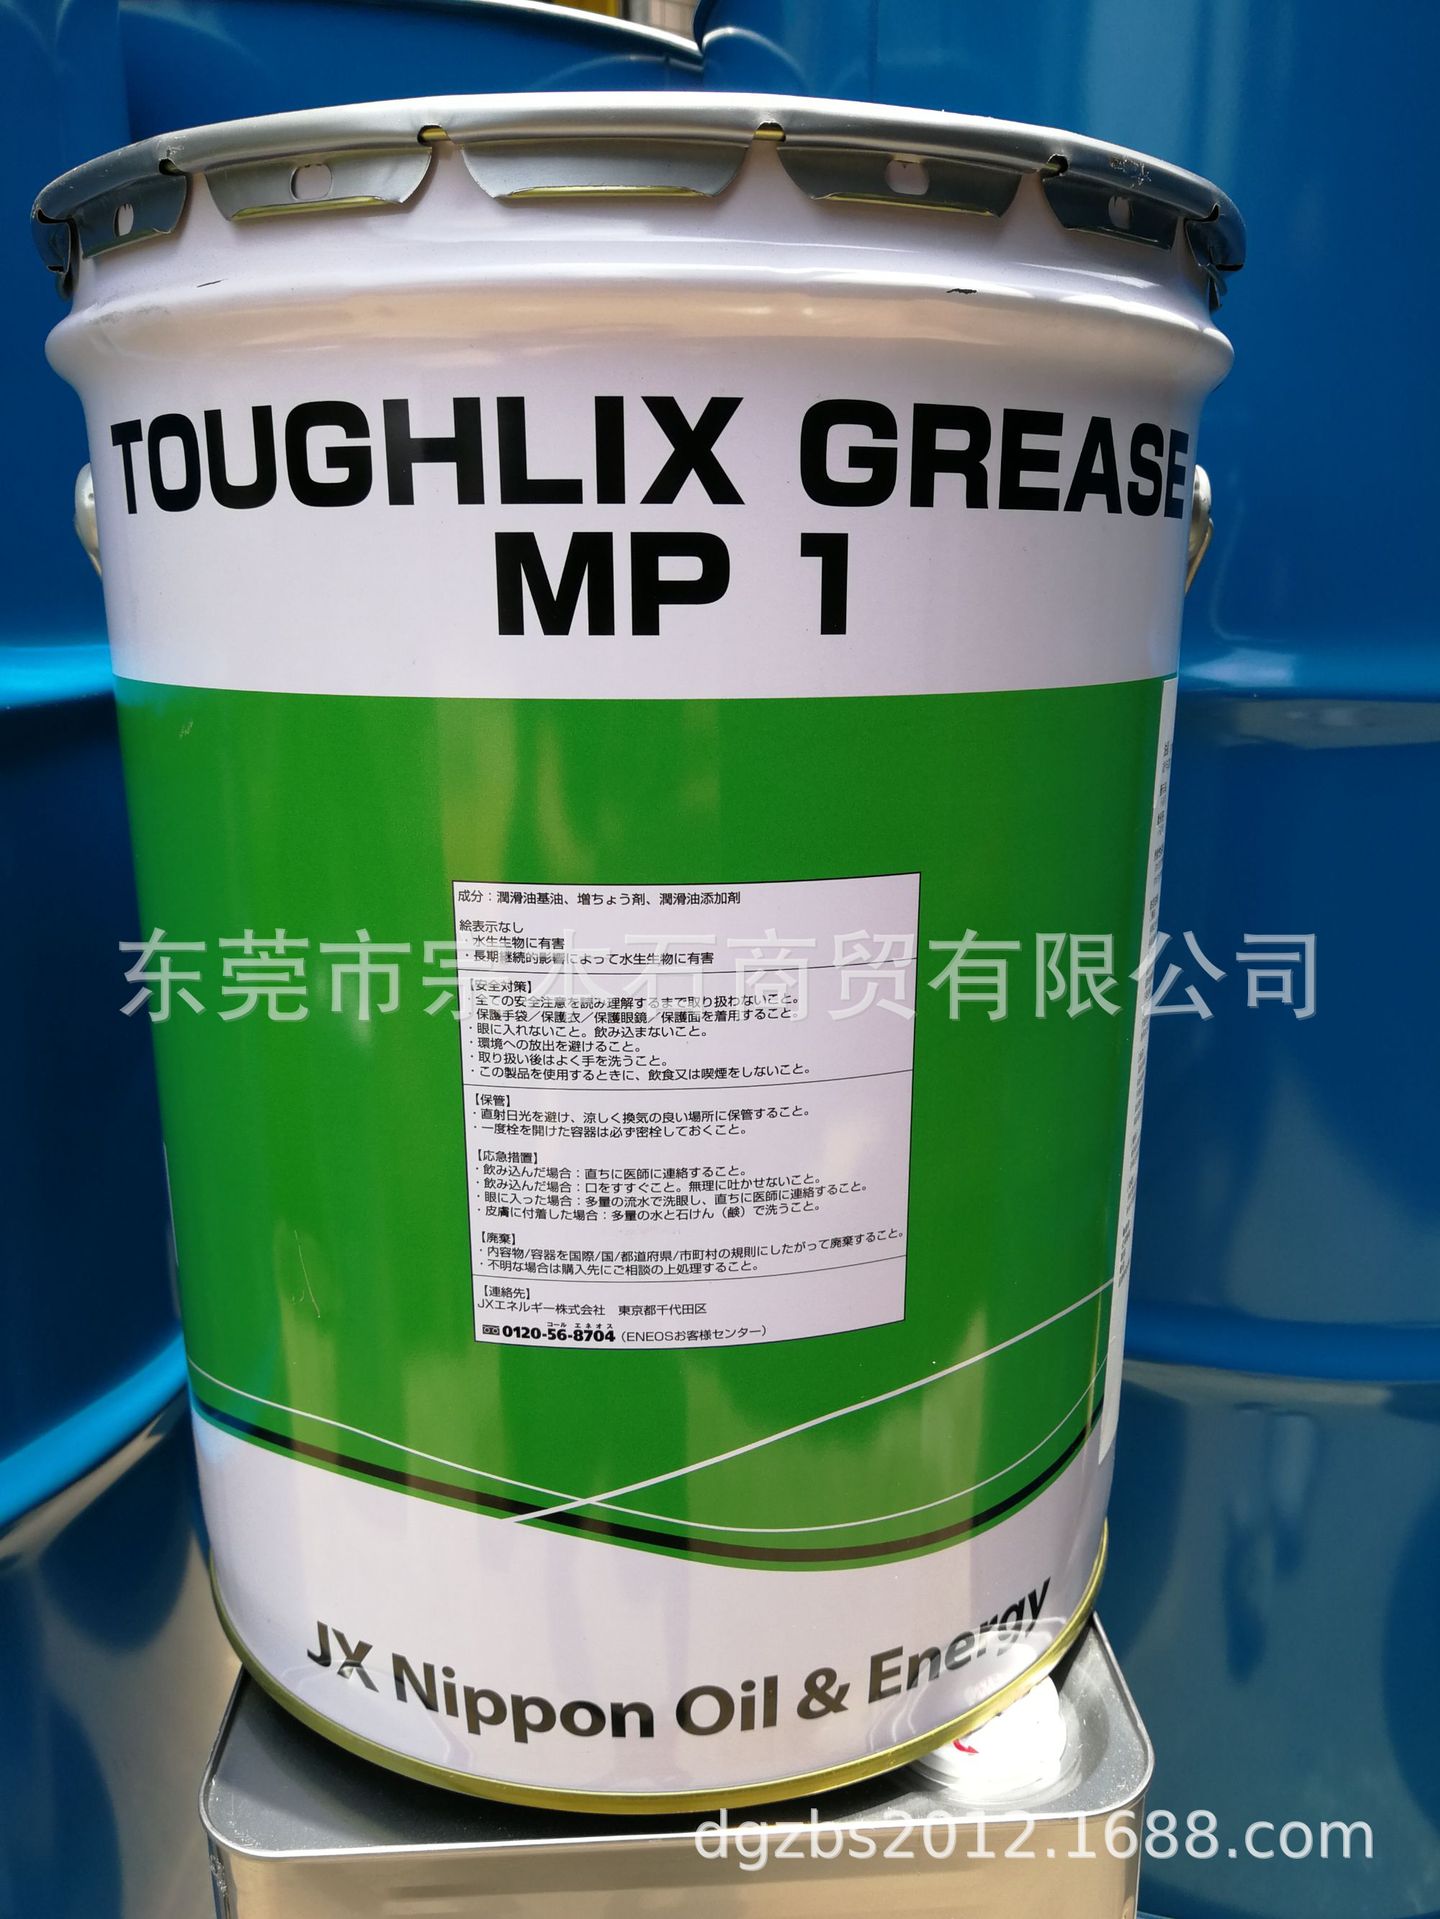 TOUGHLIX GREASE
MP 1
成分：潤滑油基油、増ちょう剤、潤滑油添加剤
絵表示なし
・水生生物に有害
・長期継続的影響によって水生生物に有害
【安全対策】
・全ての安全注意を読み理解するまで取り扱わないこと。
保護手袋／保護衣／保護眼鏡／保護面を着用すること。
・眼に入れないこと。飲み込まないこと。
・環境への放出を避けること。
・取り扱い後はよく手を洗うこと。
・この製品を使用するときに、飲食又は喫煙をしないこと。
【保管】
・直射日光を避け、涼しく換気の良い場所に保管すること。
・一度栓を開けた容器は必ず密栓しておくこと。
【応急措置】
・飲み込んだ場合：直ちに医師に連絡すること。
・飲み込んだ場合：口をすすぐこと。無理に吐かせないこと。
・眼に入った場合：多量の流水で洗眼し、直ちに医師に連絡すること。
・皮膚に付着した場合：多量の水と石けん（鹸）で洗うこと。
【廃棄】
・内容物/容器を国際/国/都道府県/市町村の規則にしたがって廃棄すること。
・不明な場合は購入先にご相談の上処理すること。
【連絡先】
JXエネルギー株式会社　東京都千代田区
コール エネオス
0120-56-8704（ENEOSお客様センター）
东莞市宗水石商贸有限公司
JX Nippon Oil & Energy
dgzbs2012.1688.com